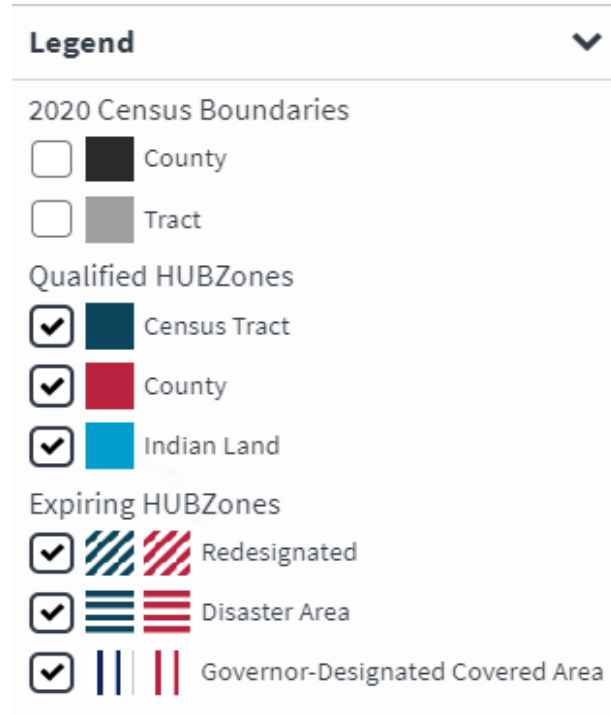 Legend
2020 Census Boundaries
County
Tract
Qualified HUBZones
Census Tract
County
Indian Land
Expiring HUBZones
Redesignated
Disaster Area
Governor-Designated Covered Area